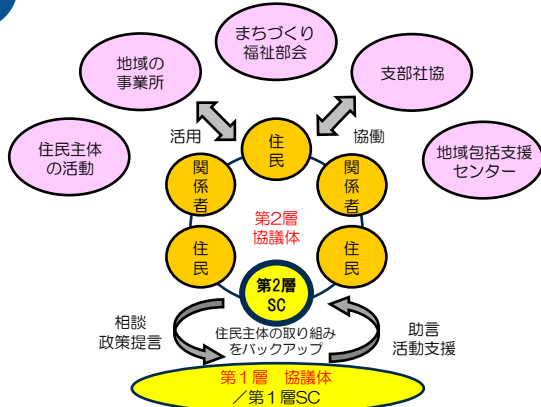 まちづくり
福祉部会
地域の
事業所
支部社協
活用
協働
住民主体
の活動
地域包括支援
センター
住民
関係者
関係者
第2層
協議体
住民
住民
第2層
SC
相談
政策提言
住民主体の取り組み
をバックアップ
助言
活動支援
第１層　協議体
／第１層SC